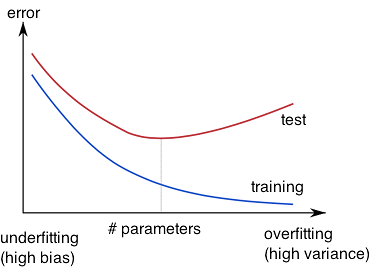 error
test
training
# parameters
underfitting
(high bias)
overfitting
(high variance)